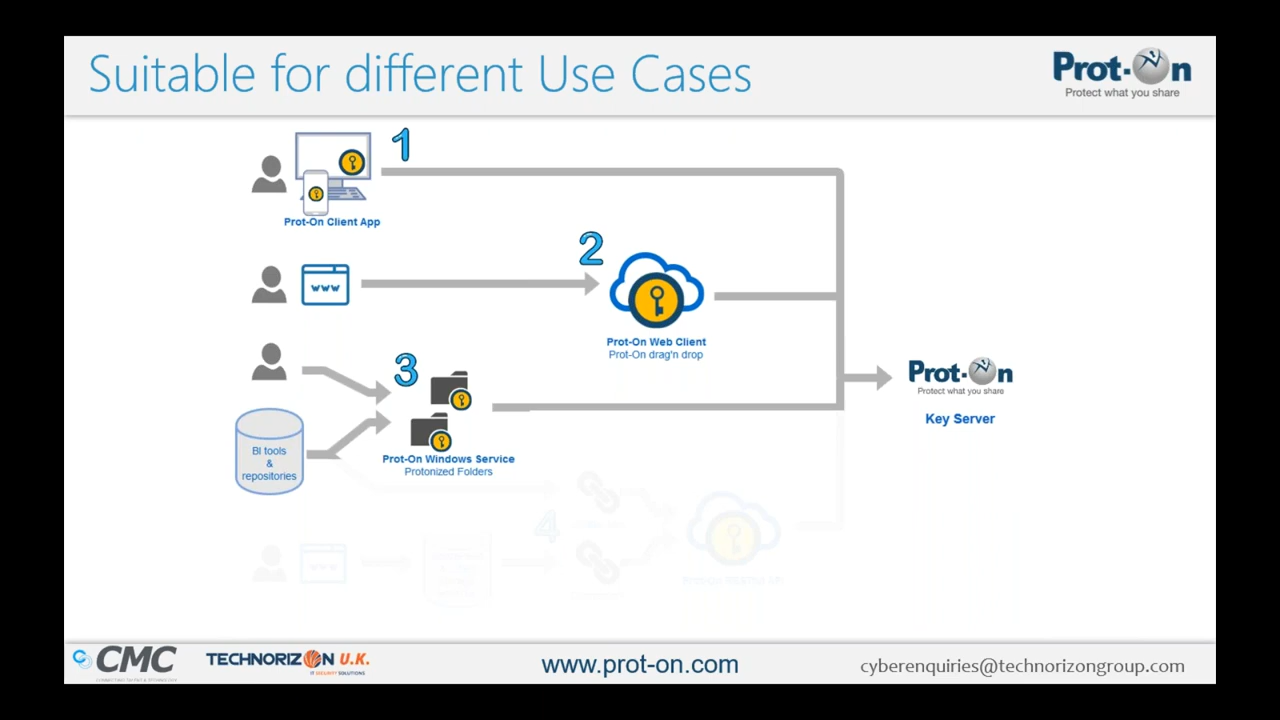 Suitable for different Use Cases
Prot-On
Protect what you share
1
Prot-On Client App
2
www
Prot-On Web Client
Prot-On drag'n drop
3
Prot-On
Protect what you share
Key Server
BI tools
&
repositories
Prot-On Windows Service
Protonized Folders
4
CMC
TECHNORIZON U.K.
IT SECURITY SOLUTIONS
www.prot-on.com
cyberenquiries@technorizongroup.com